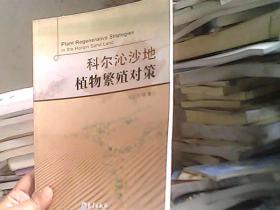 Plant Regenerative Strategies
in the Horqin Sand Land
科尔沁沙地
植物繁殖对策